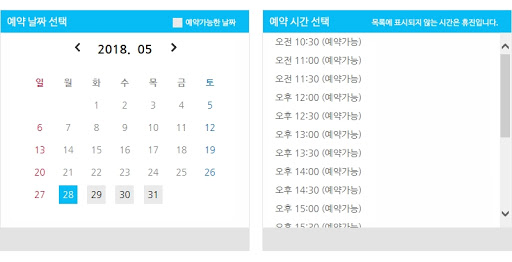 예약 날짜 선택
예약가능한 날짜
2018. 05
열 월 화 수 목 금 토
1 2 3 4 5
6 7 8 9 10 11 12
13 14 15 16 17 18 19
20 21 22 23 24 25 26
27 28 29 30 31
예약 시간 선택
목록에 표시되지 않는 시간은 휴진입니다.
오전 10:30 (예약가능)
오전 11:00 (예약가능)
오전 11:30 (예약가능)
오후 12:00 (예약가능)
오후 12:30 (예약가능)
오후 13:00 (예약가능)
오후 13:30 (예약가능)
오후 14:00 (예약가능)
오후 14:30 (예약가능)
오후 15:00 (예약가능)
오후 15:30 (예약가능)